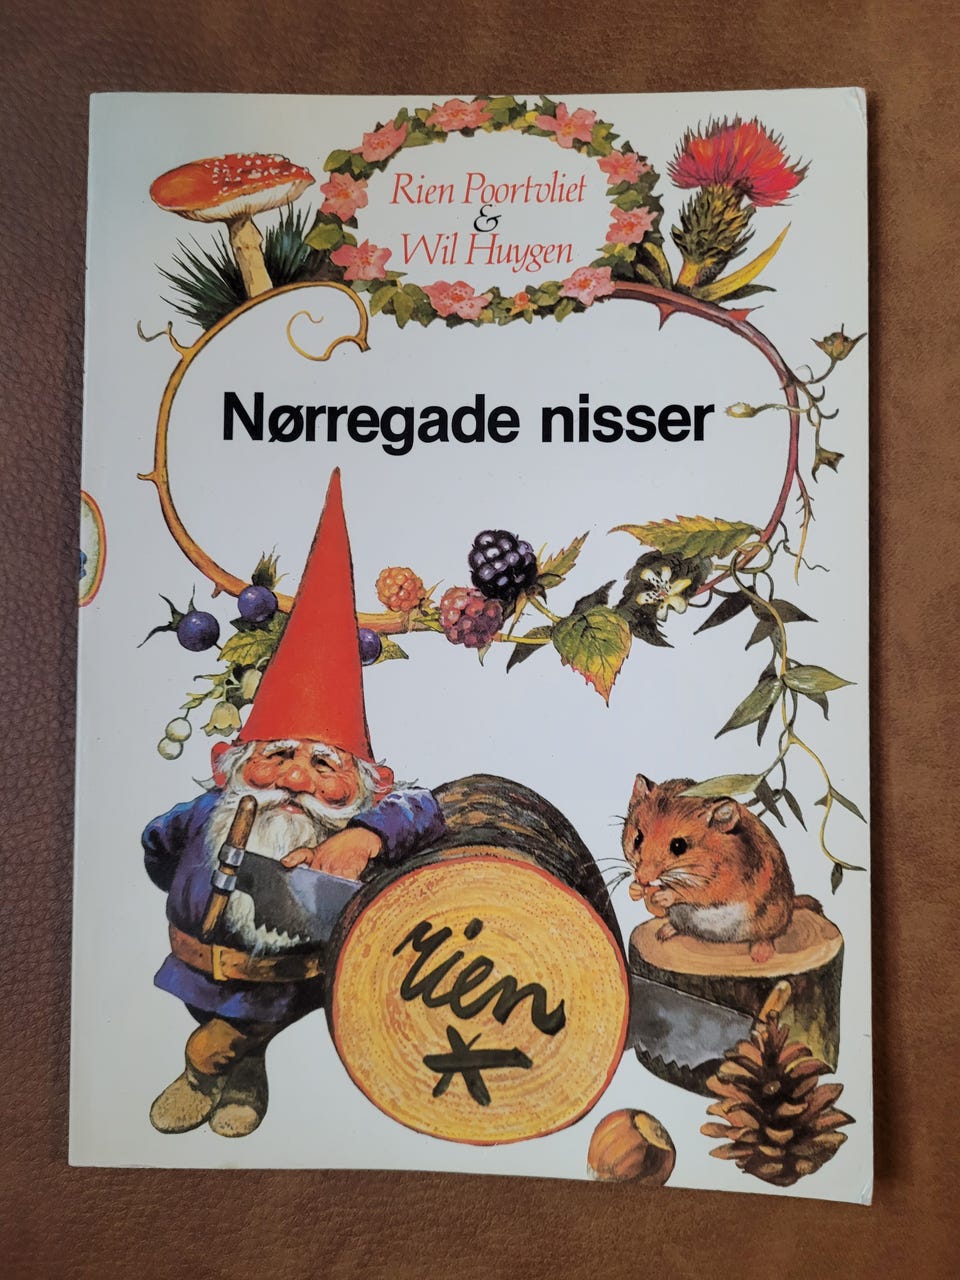 Rien Poortvliet
&
Wil Huygen
Nørregade nisser
rien